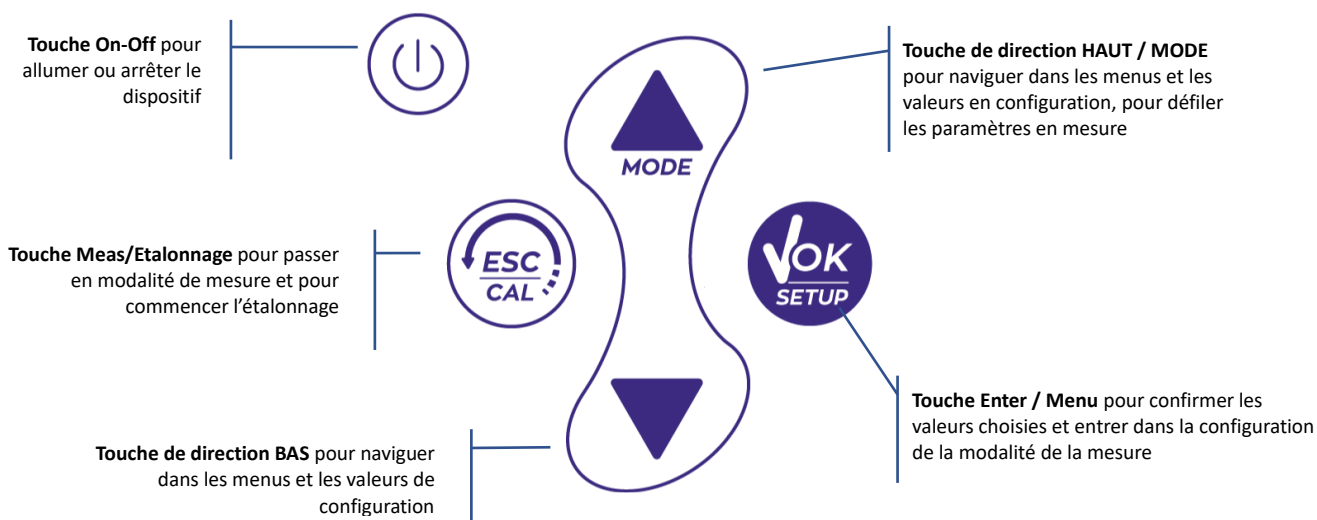 Touche On-Off pour
allumer ou arrêter le
dispositif
Touche de direction HAUT / MODE
pour naviguer dans les menus et les
valeurs en configuration, pour défiler
les paramètres en mesure
MODE
Touche Meas/Etalonnage pour passer
en modalité de mesure et pour
commencer l’étalonnage
ESC
CAL
OK
SETUP
Touche Enter / Menu pour confirmer les
valeurs choisies et entrer dans la configuration
de la modalité de la mesure
Touche de direction BAS pour naviguer
dans les menus et les valeurs de
configuration